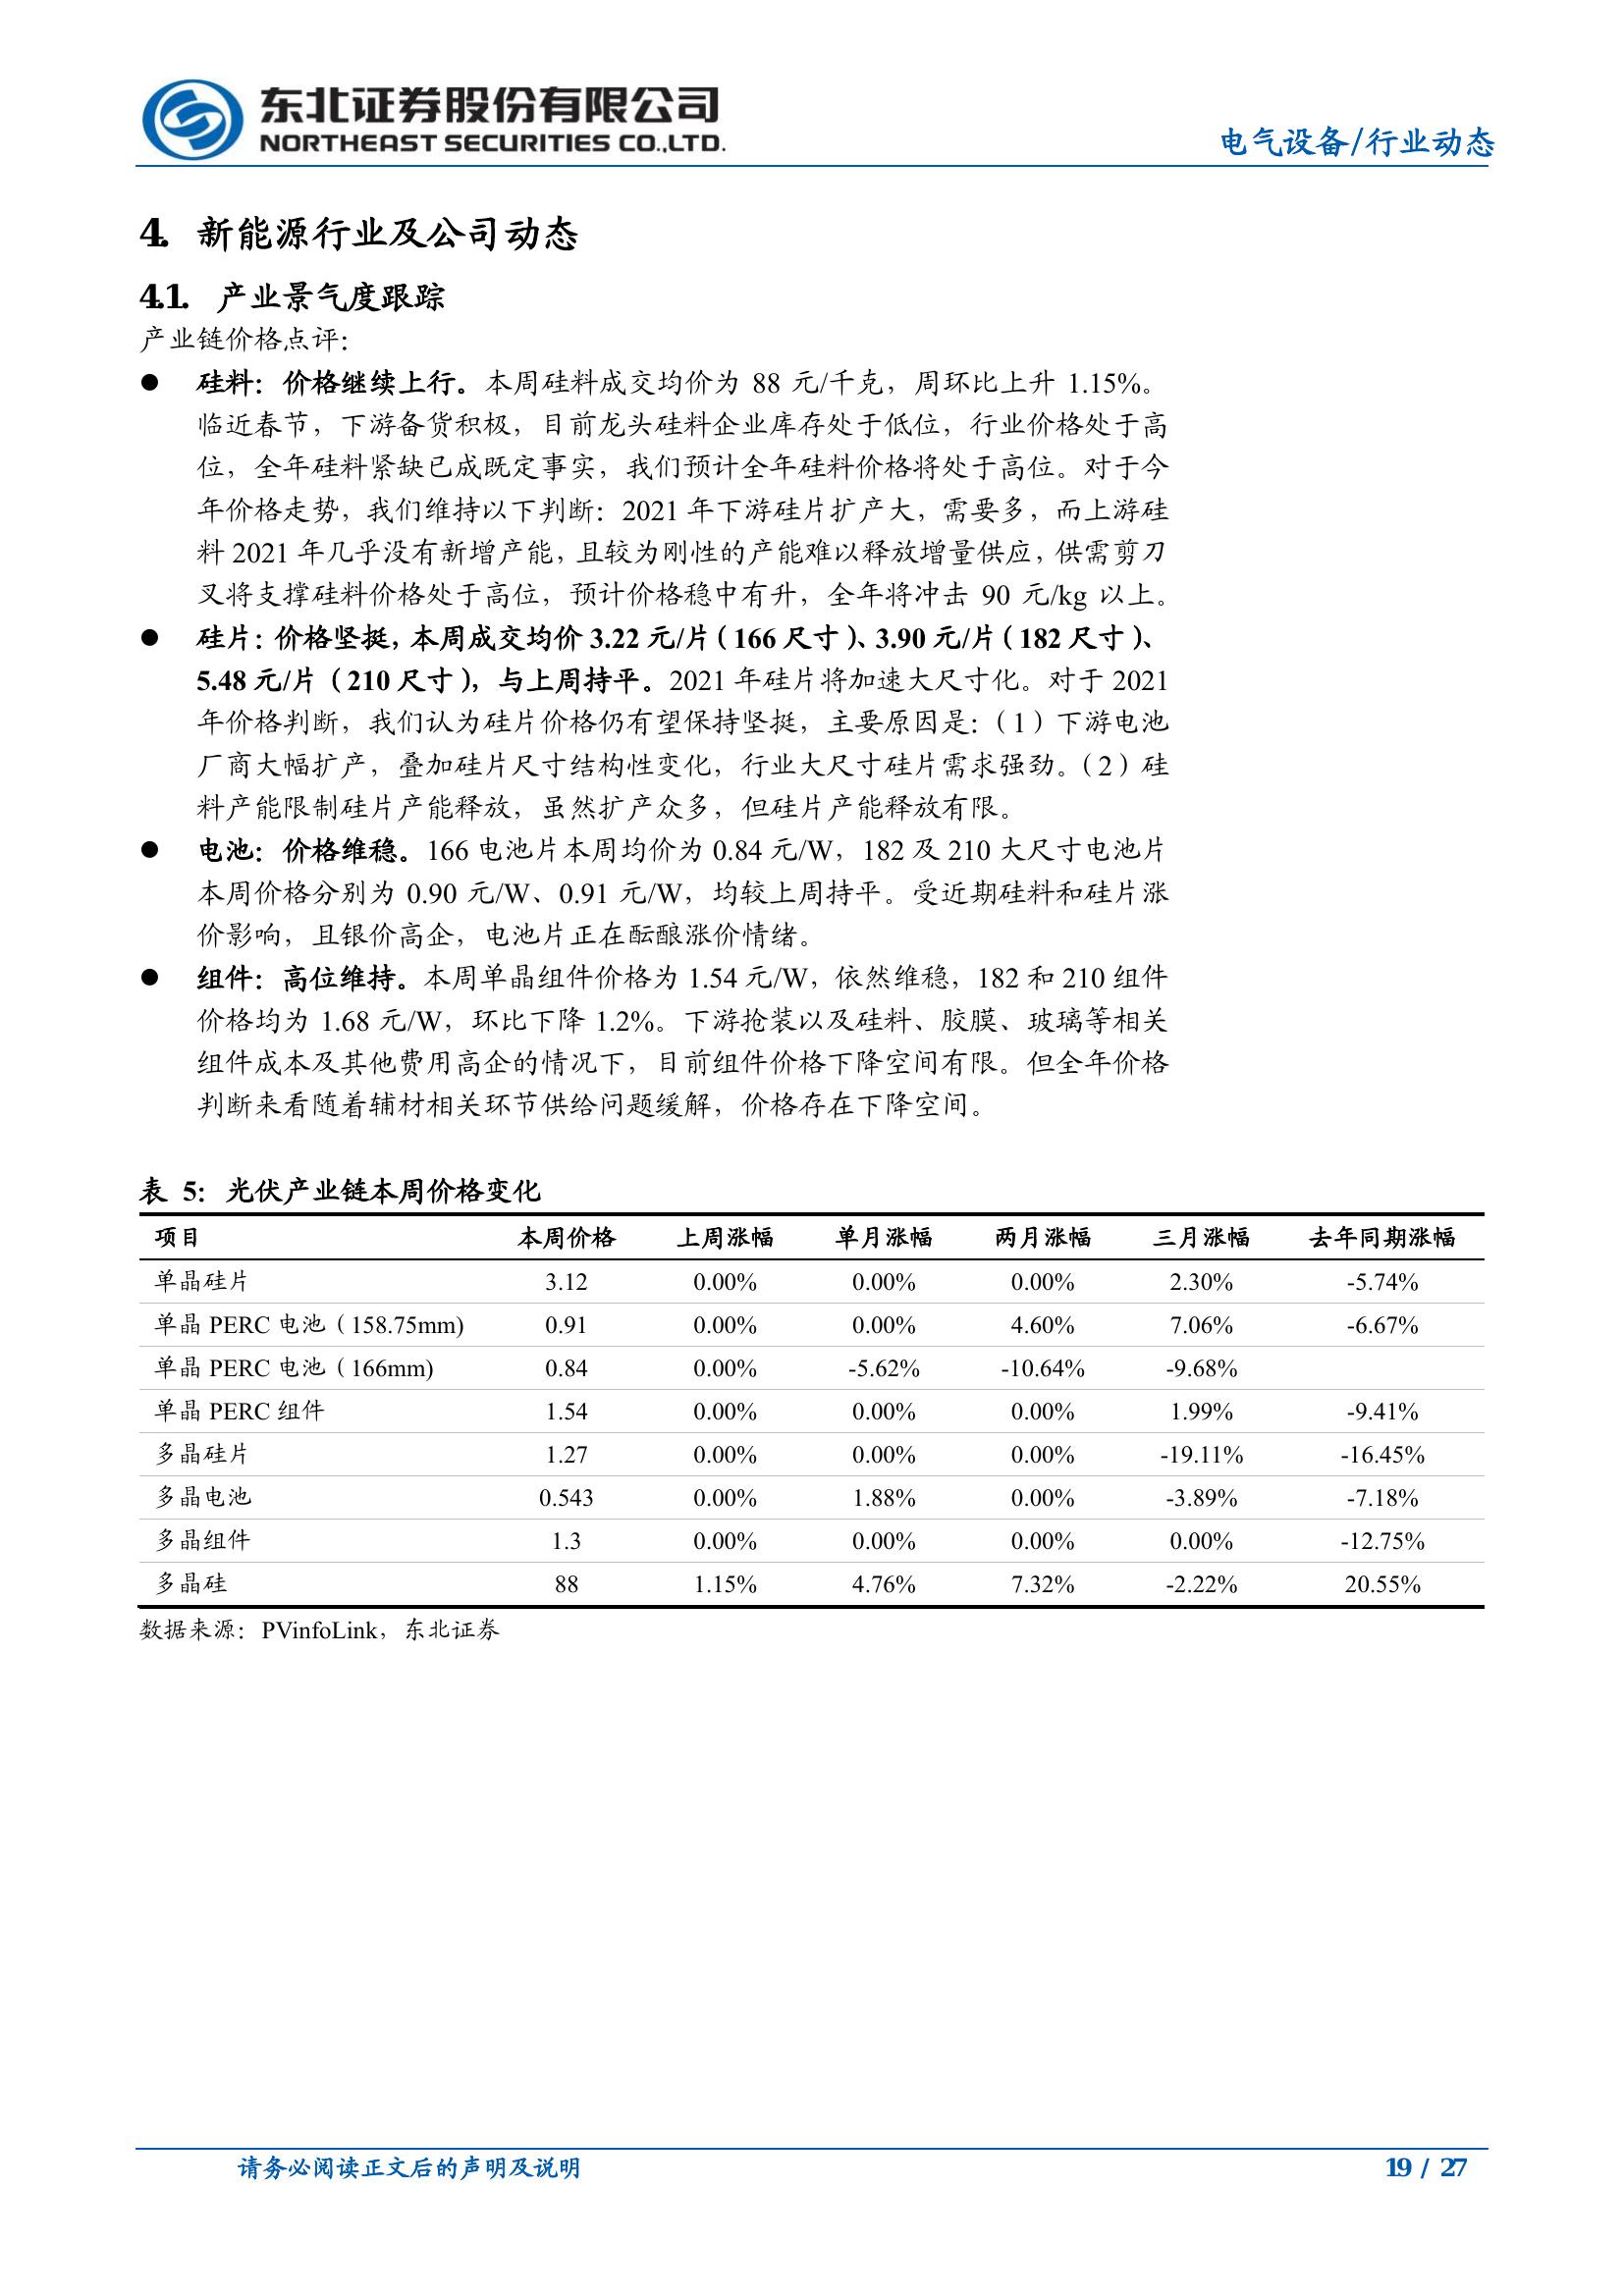 东北证券股份有限公司
NORTHEAST SECURITIES CO.,LTD.
电气设备/行业动态
4. 新能源行业及公司动态
4.1. 产业景气度跟踪
产业链价格点评：
● 硅料：价格继续上行。本周硅料成交均价为 88 元/千克，周环比上升 1.15%。
临近春节，下游备货积极，目前龙头硅料企业库存处于低位，行业价格处于高
位，全年硅料紧缺已成既定事实，我们预计全年硅料价格将处于高位。对于今
年价格走势，我们维持以下判断：2021 年下游硅片扩产大，需要多，而上游硅
料 2021 年几乎没有新增产能，且较为刚性的产能难以释放增量供应，供需剪刀
叉将支撑硅料价格处于高位，预计价格稳中有升，全年将冲击 90 元/kg 以上。
● 硅片：价格坚挺，本周成交均价 3.22 元/片（166 尺寸）、3.90 元/片（182 尺寸）、
5.48 元/片（210 尺寸），与上周持平。2021 年硅片将加速大尺寸化。对于 2021
年价格判断，我们认为硅片价格仍有望保持坚挺，主要原因是：（1）下游电池
厂商大幅扩产，叠加硅片尺寸结构性变化，行业大尺寸硅片需求强劲。（2）硅
料产能限制硅片产能释放，虽然扩产众多，但硅片产能释放有限。
● 电池：价格维稳。166 电池片本周均价为 0.84 元/W，182 及 210 大尺寸电池片
本周价格分别为 0.90 元/W、0.91 元/W，均较上周持平。受近期硅料和硅片涨
价影响，且银价高企，电池片正在酝酿涨价情绪。
● 组件：高位维持。本周单晶组件价格为 1.54 元/W，依然维稳，182 和 210 组件
价格均为 1.68 元/W，环比下降 1.2%。下游抢装以及硅料、胶膜、玻璃等相关
组件成本及其他费用高企的情况下，目前组件价格下降空间有限。但全年价格
判断来看随着辅材相关环节供给问题缓解，价格存在下降空间。
表 5：光伏产业链本周价格变化
项目 本周价格 上周涨幅 单月涨幅 两月涨幅 三月涨幅 去年同期涨幅
单晶硅片 3.12 0.00% 0.00% 0.00% 2.30% -5.74%
单晶 PERC 电池（158.75mm) 0.91 0.00% 0.00% 4.60% 7.06% -6.67%
单晶 PERC 电池（166mm) 0.84 0.00% -5.62% -10.64% -9.68%
单晶 PERC 组件 1.54 0.00% 0.00% 0.00% 1.99% -9.41%
多晶硅片 1.27 0.00% 0.00% 0.00% -19.11% -16.45%
多晶电池 0.543 0.00% 1.88% 0.00% -3.89% -7.18%
多晶组件 1.3 0.00% 0.00% 0.00% 0.00% -12.75%
多晶硅 88 1.15% 4.76% 7.32% -2.22% 20.55%
数据来源：PVinfoLink，东北证券
请务必阅读正文后的声明及说明
19 / 27